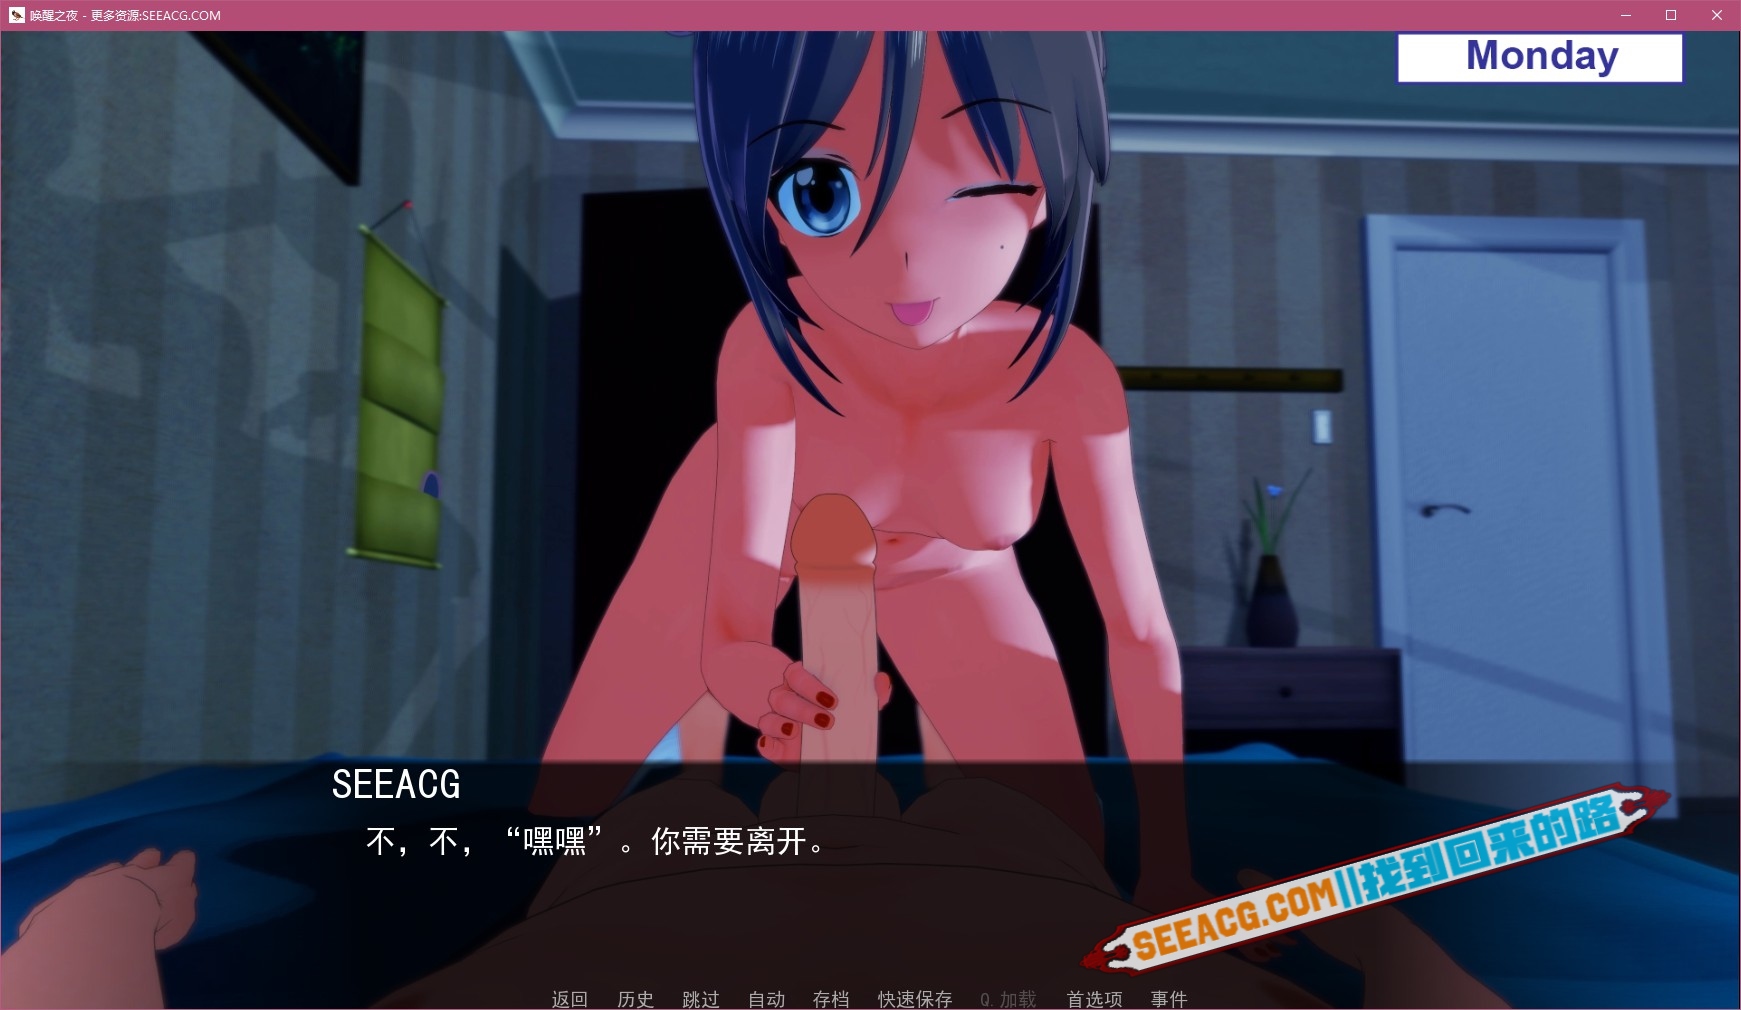 唤醒之夜 - 更多资源:SEEACG.COM
Monday
SEEACG
不，不，“嘿嘿”。你需要离开。
SEEACG.COM||找到回来的路
返回 历史 跳过 自动 存档 快速保存 Q.加载 首选项 事件